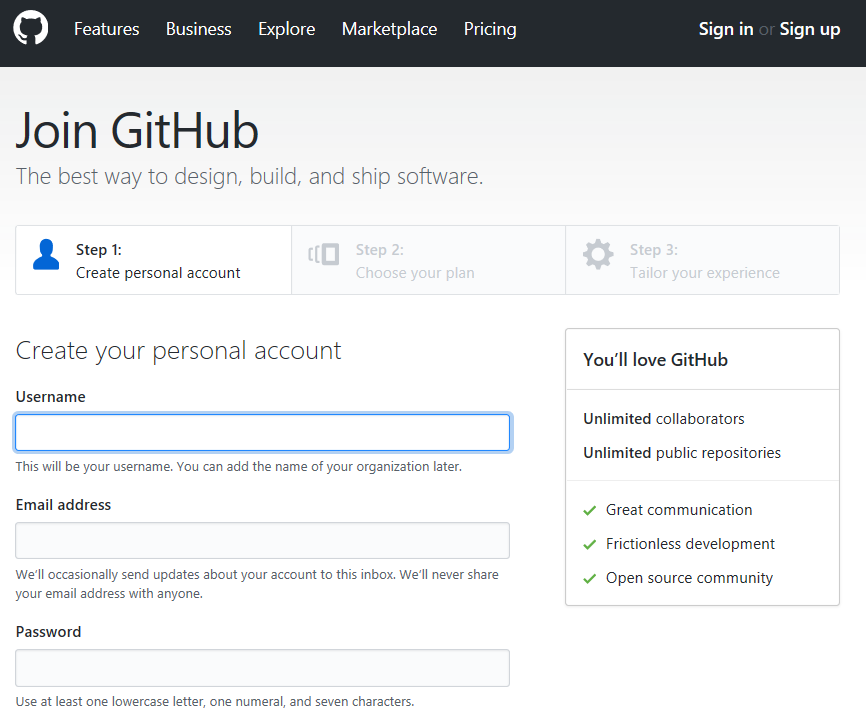 Features Business Explore Marketplace Pricing Sign in or Sign up
Join GitHub
The best way to design, build, and ship software.
Step 1:
Create personal account
Step 2:
Choose your plan
Step 3:
Tailor your experience
Create your personal account
Username
This will be your username. You can add the name of your organization later.
Email address
We’ll occasionally send updates about your account to this inbox. We’ll never share
your email address with anyone.
Password
Use at least one lowercase letter, one numeral, and seven characters.
You’ll love GitHub
Unlimited collaborators
Unlimited public repositories
Great communication
Frictionless development
Open source community